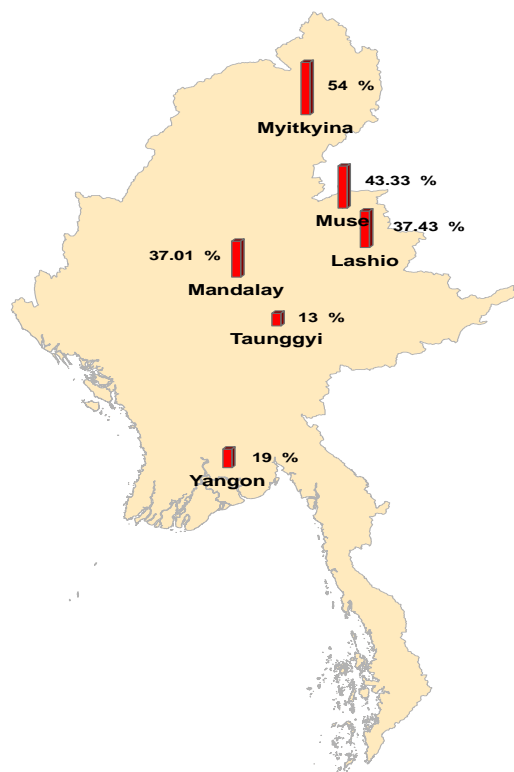 54 %
Myitkyina
43.33 %
Muse
37.43 %
Lashio
37.01 %
Mandalay
13 %
Taunggyi
19 %
Yangon